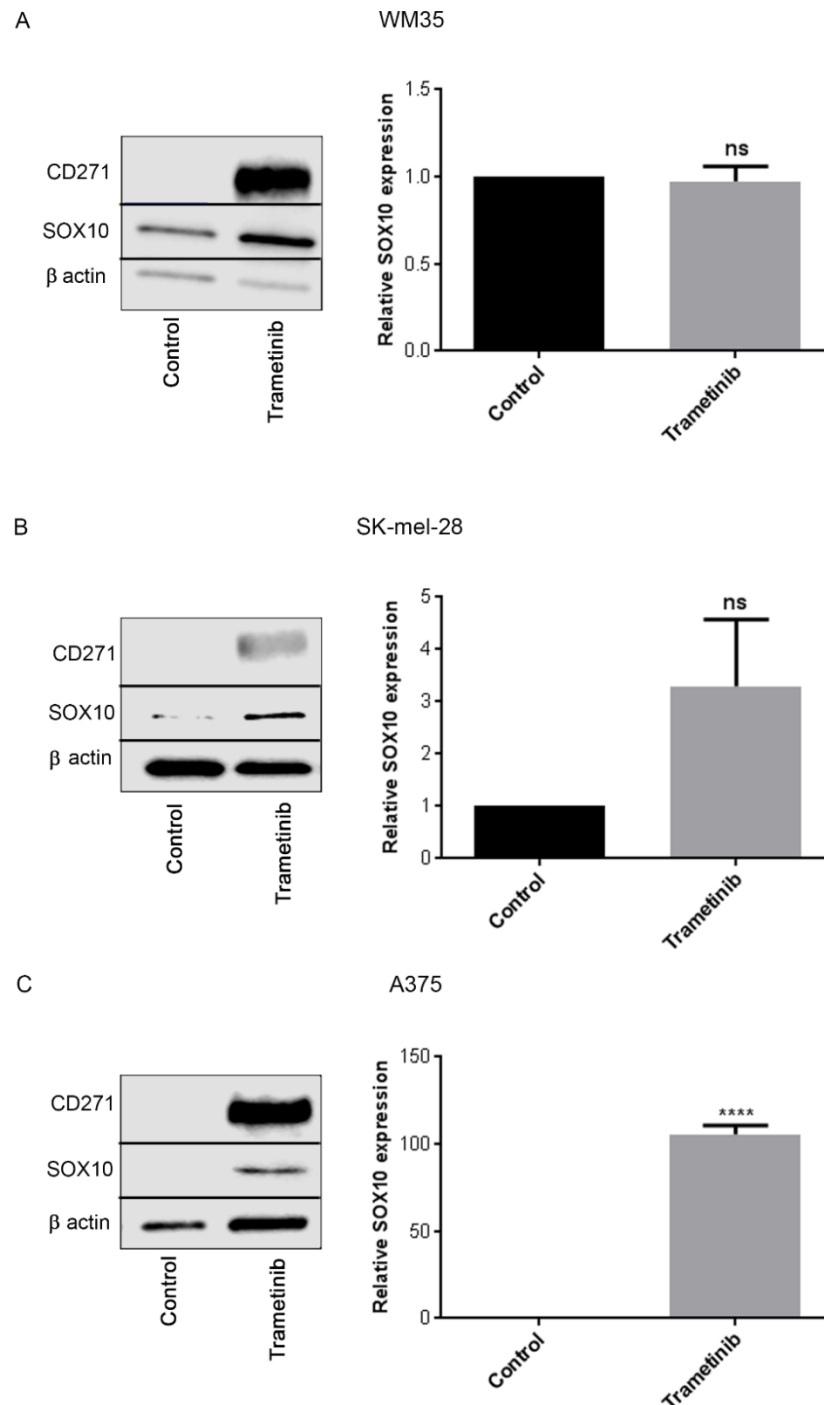 A
WM35
CD271
SOX10
β actin
Control
Trametinib
Relative SOX10 expression
1.5
1.0
0.5
0.0
ns
Control
Trametinib
B
SK-mel-28
CD271
SOX10
β actin
Control
Trametinib
Relative SOX10 expression
5
4
3
2
1
0
ns
Control
Trametinib
C
A375
CD271
SOX10
β actin
Control
Trametinib
Relative SOX10 expression
150
100
50
0
****
Control
Trametinib